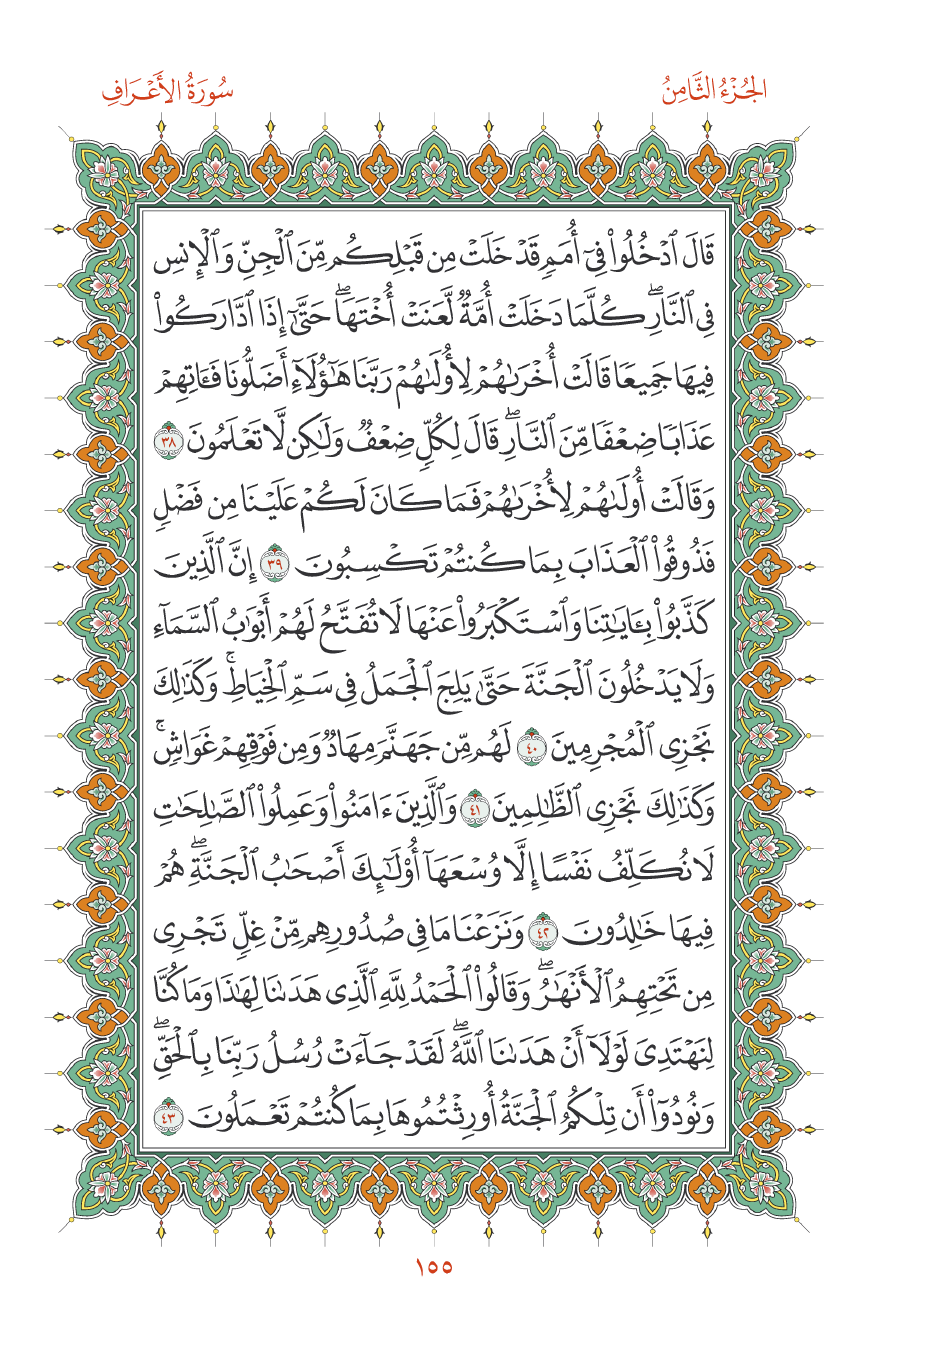 الجُزْءُ الثَّامِنُ
سُورَةُ الأَعْرَافِ
قَالَ ٱدْخُلُوا۟ فِىٓ أُمَمٍ قَدْ خَلَتْ مِن قَبْلِكُم مِّنَ ٱلْجِنِّ وَٱلْإِنسِ
فِى ٱلنَّارِ ۖ كُلَّمَا دَخَلَتْ أُمَّةٌ لَّعَنَتْ أُخْتَهَا ۖ حَتَّىٰٓ إِذَا ٱدَّارَكُوا۟
فِيهَا جَمِيعًا قَالَتْ أُخْرَىٰهُمْ لِأُولَىٰهُمْ رَبَّنَا هَـٰٓؤُلَآءِ أَضَلُّونَا فَـَٔاتِهِمْ
عَذَابًا ضِعْفًا مِّنَ ٱلنَّارِ ۖ قَالَ لِكُلٍّ ضِعْفٌ وَلَـٰكِن لَّا تَعْلَمُونَ ٣٨
وَقَالَتْ أُولَىٰهُمْ لِأُخْرَىٰهُمْ فَمَا كَانَ لَكُمْ عَلَيْنَا مِن فَضْلٍ
فَذُوقُوا۟ ٱلْعَذَابَ بِمَا كُنتُمْ تَكْسِبُونَ ٣٩ إِنَّ ٱلَّذِينَ
كَذَّبُوا۟ بِـَٔايَـٰتِنَا وَٱسْتَكْبَرُوا۟ عَنْهَا لَا تُفَتَّحُ لَهُمْ أَبْوَٰبُ ٱلسَّمَآءِ
وَلَا يَدْخُلُونَ ٱلْجَنَّةَ حَتَّىٰ يَلِجَ ٱلْجَمَلُ فِى سَمِّ ٱلْخِيَاطِ ۚ وَكَذَٰلِكَ
نَجْزِى ٱلْمُجْرِمِينَ ٤٠ لَهُم مِّن جَهَنَّمَ مِهَادٌ وَمِن فَوْقِهِمْ غَوَاشٍ ۚ
وَكَذَٰلِكَ نَجْزِى ٱلظَّـٰلِمِينَ ٤١ وَٱلَّذِينَ ءَامَنُوا۟ وَعَمِلُوا۟ ٱلصَّـٰلِحَـٰتِ
لَا نُكَلِّفُ نَفْسًا إِلَّا وُسْعَهَآ أُو۟لَـٰٓئِكَ أَصْحَـٰبُ ٱلْجَنَّةِ ۖ هُمْ
فِيهَا خَـٰلِدُونَ ٤٢ وَنَزَعْنَا مَا فِى صُدُورِهِم مِّنْ غِلٍّ تَجْرِى
مِن تَحْتِهِمُ ٱلْأَنْهَـٰرُ ۖ وَقَالُوا۟ ٱلْحَمْدُ لِلَّهِ ٱلَّذِى هَدَىٰنَا لِهَـٰذَا وَمَا كُنَّا
لِنَهْتَدِىَ لَوْلَآ أَنْ هَدَىٰنَا ٱللَّهُ ۖ لَقَدْ جَآءَتْ رُسُلُ رَبِّنَا بِٱلْحَقِّ ۖ
وَنُودُوٓا۟ أَن تِلْكُمُ ٱلْجَنَّةُ أُورِثْتُمُوهَا بِمَا كُنتُمْ تَعْمَلُونَ ٤٣
١٥٥